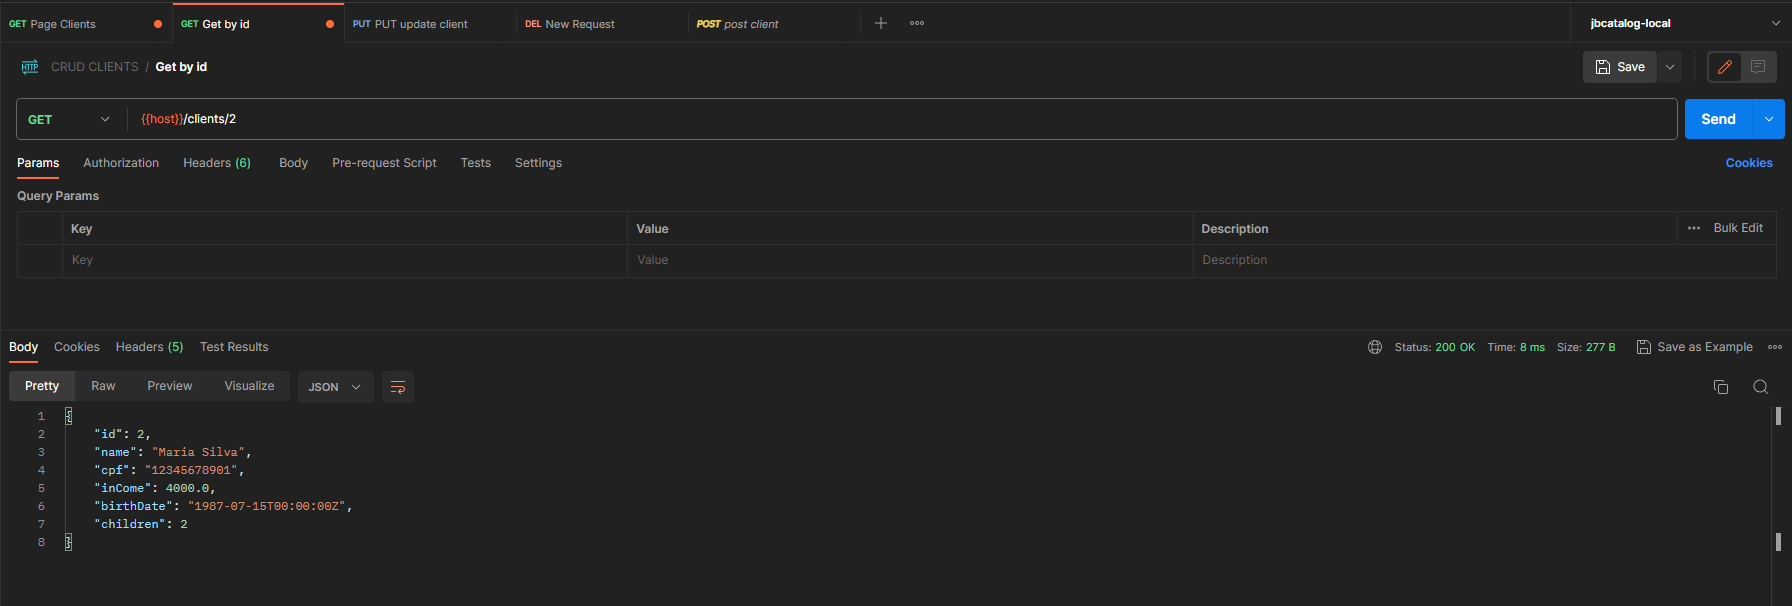 GET Page Clients GET Get by id PUT PUT update client DEL New Request POST post client jbcatalog-local
HTTP CRUD CLIENTS / Get by id Save
GET {{host}}/clients/2 Send
Params Authorization Headers (6) Body Pre-request Script Tests Settings Cookies
Query Params
Key Value Description Bulk Edit
Key Value Description
Body Cookies Headers (5) Test Results Status: 200 OK Time: 8 ms Size: 277 B Save as Example
Pretty Raw Preview Visualize JSON
1 {
2 "id": 2,
3 "name": "Maria Silva",
4 "cpf": "12345678901",
5 "inCome": 4000.0,
6 "birthDate": "1987-07-15T00:00:00Z",
7 "children": 2
8 }